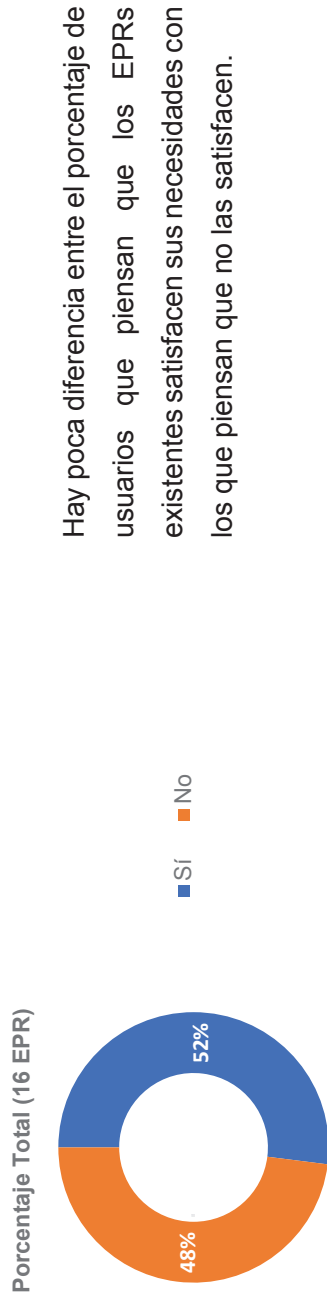 Porcentaje Total (16 EPR)
52%
48%
Sí
No
Hay poca diferencia entre el porcentaje de
usuarios que piensan que los EPRs
existentes satisfacen sus necesidades con
los que piensan que no las satisfacen.